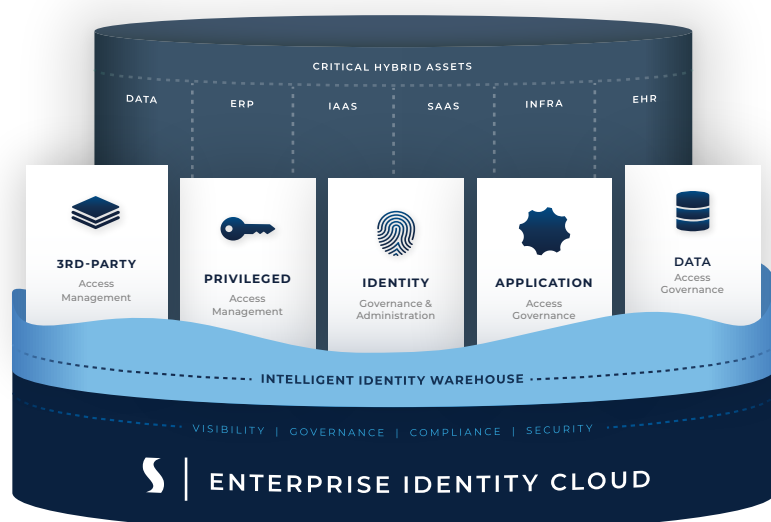 CRITICAL HYBRID ASSETS
DATA
ERP
IAAS
SAAS
INFRA
EHR
3RD-PARTY
Access
Management
PRIVILEGED
Access
Management
IDENTITY
Governance &
Administration
APPLICATION
Access
Governance
DATA
Access
Governance
INTELLIGENT IDENTITY WAREHOUSE
VISIBILITY | GOVERNANCE | COMPLIANCE | SECURITY
ENTERPRISE IDENTITY CLOUD